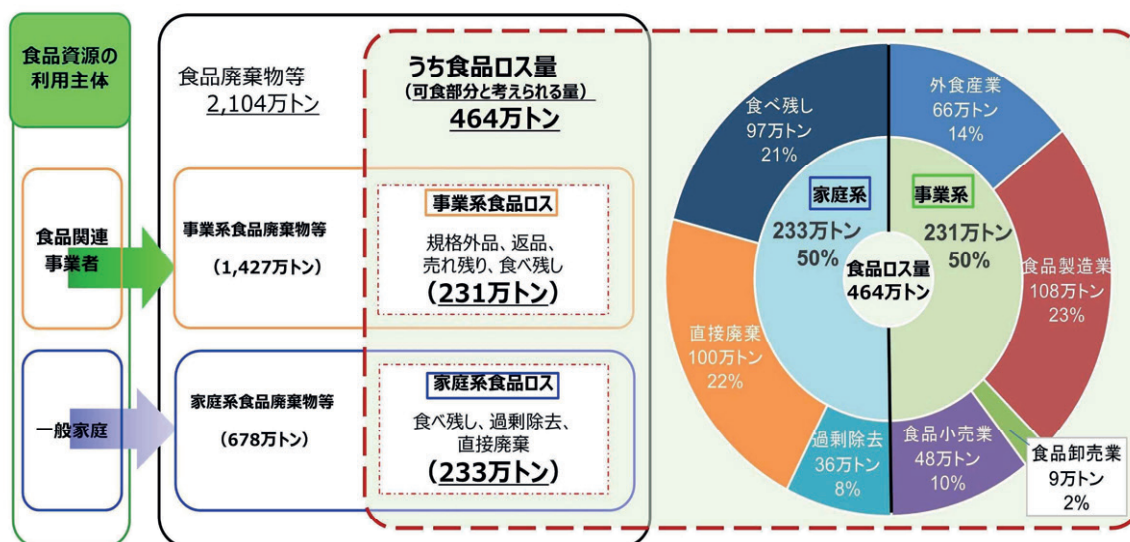 食品資源の
利用主体
食品廃棄物等
2,104万トン
うち食品ロス量
(可食部分と考えられる量)
464万トン
食品関連
事業者
事業系食品廃棄物等
(1,427万トン)
事業系食品ロス
規格外品、返品、
売れ残り、食べ残し
(231万トン)
一般家庭
家庭系食品廃棄物等
(678万トン)
家庭系食品ロス
食べ残し、過剰除去、
直接廃棄
(233万トン)
食べ残し
97万トン
21%
外食産業
66万トン
14%
家庭系
233万トン
50%
事業系
231万トン
50%
食品ロス量
464万トン
食品製造業
108万トン
23%
直接廃棄
100万トン
22%
過剰除去
36万トン
8%
食品小売業
48万トン
10%
食品卸売業
9万トン
2%